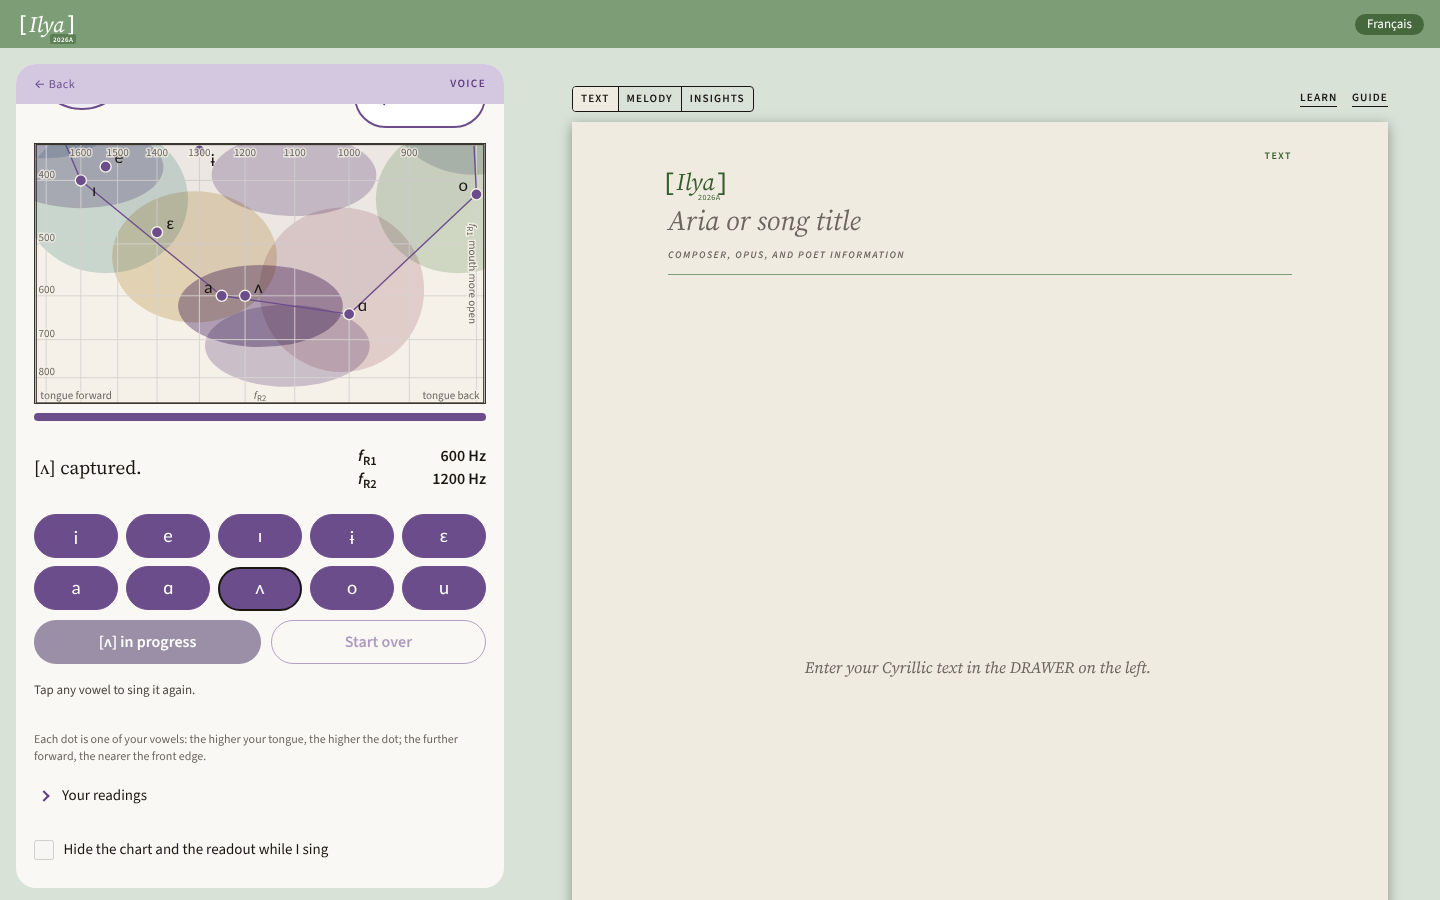 [Ilya]
2026A
Français
← Back
VOICE
1600 1500 1400 1300 1200 1100 1000 900
e
ɨ
400
ı
o
ɛ
500
fR1 mouth more open
600
a ʌ
ɑ
700
800
tongue forward
fR2
tongue back
[ʌ] captured.
fR1 600 Hz
fR2 1200 Hz
i e ı ɨ ɛ
a ɑ ʌ o u
[ʌ] in progress
Start over
Tap any vowel to sing it again.
Each dot is one of your vowels: the higher your tongue, the higher the dot; the further
forward, the nearer the front edge.
Your readings
Hide the chart and the readout while I sing
TEXT MELODY INSIGHTS
LEARN GUIDE
TEXT
[Ilya]
2026A
Aria or song title
COMPOSER, OPUS, AND POET INFORMATION
Enter your Cyrillic text in the DRAWER on the left.